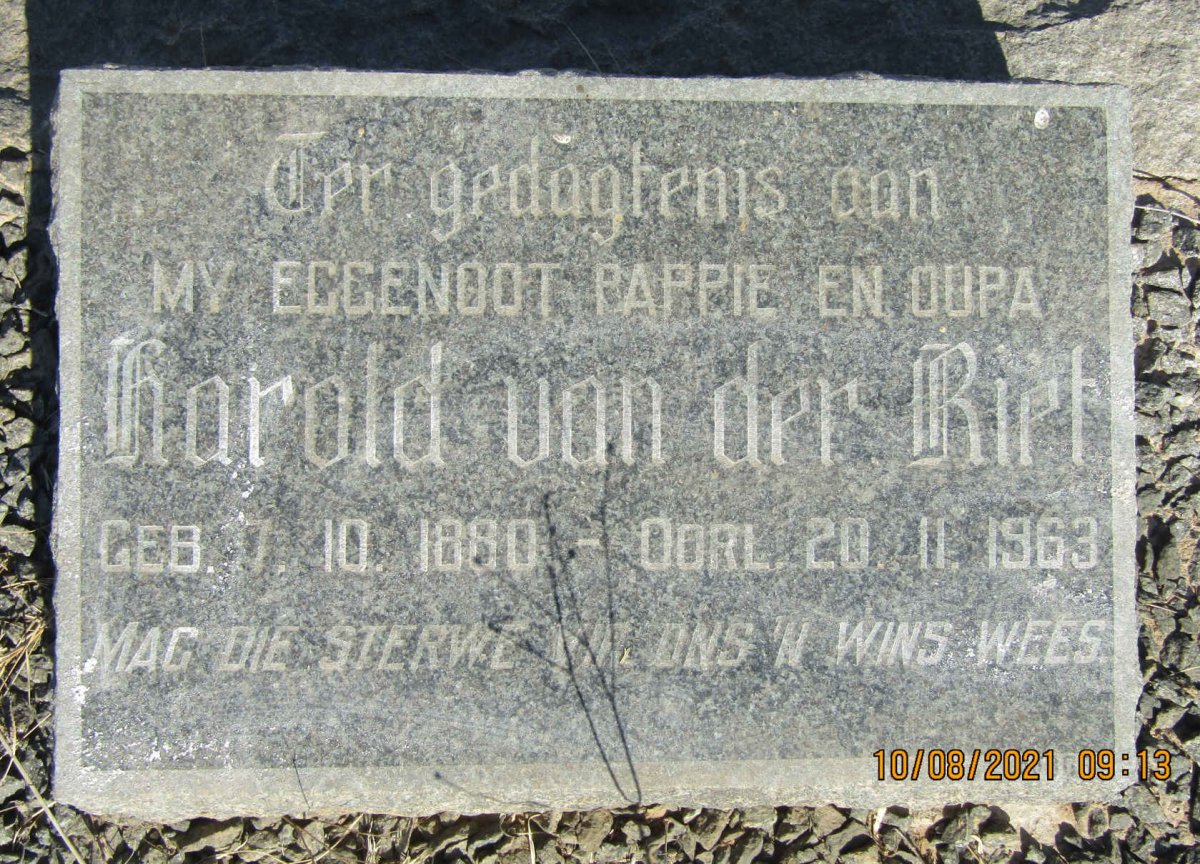 Ter gedagtenis aan
MY EGGENOOT PAPPIE EN OUPA
Harold van der Riet
GEB. 7. 10. 1880 - OORL. 20. 11. 1963
MAG DIE STERWE VIR ONS 'N WINS WEES.
10/08/2021 09:13